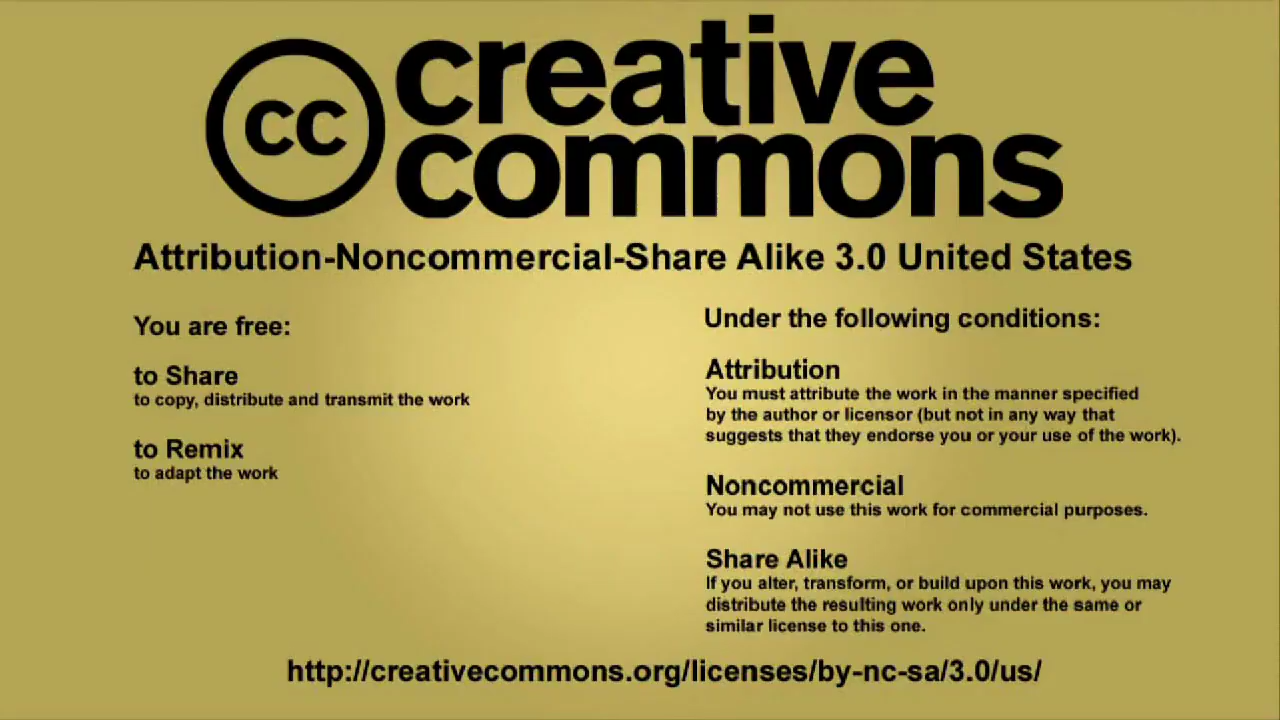 cc creative
commons
Attribution-Noncommercial-Share Alike 3.0 United States
You are free:
to Share
to copy, distribute and transmit the work
to Remix
to adapt the work
Under the following conditions:
Attribution
You must attribute the work in the manner specified
by the author or licensor (but not in any way that
suggests that they endorse you or your use of the work).
Noncommercial
You may not use this work for commercial purposes.
Share Alike
If you alter, transform, or build upon this work, you may
distribute the resulting work only under the same or
similar license to this one.
http://creativecommons.org/licenses/by-nc-sa/3.0/us/